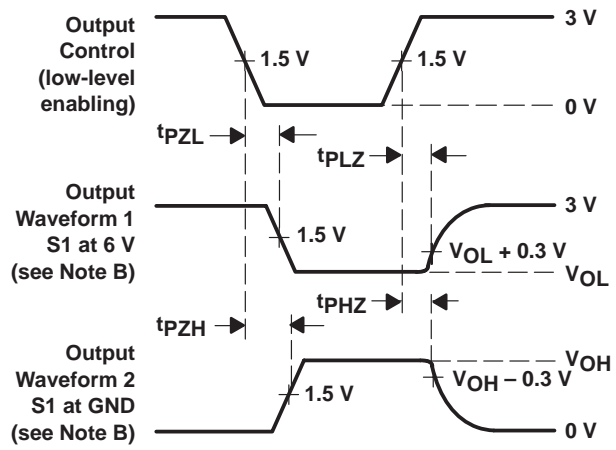 Output
Control
(low-level
enabling)
3 V
1.5 V
1.5 V
0 V
tPZL
tPLZ
Output
Waveform 1
S1 at 6 V
(see Note B)
3 V
1.5 V
VOL + 0.3 V
VOL
tPHZ
tPZH
Output
Waveform 2
S1 at GND
(see Note B)
VOH
VOH – 0.3 V
1.5 V
0 V